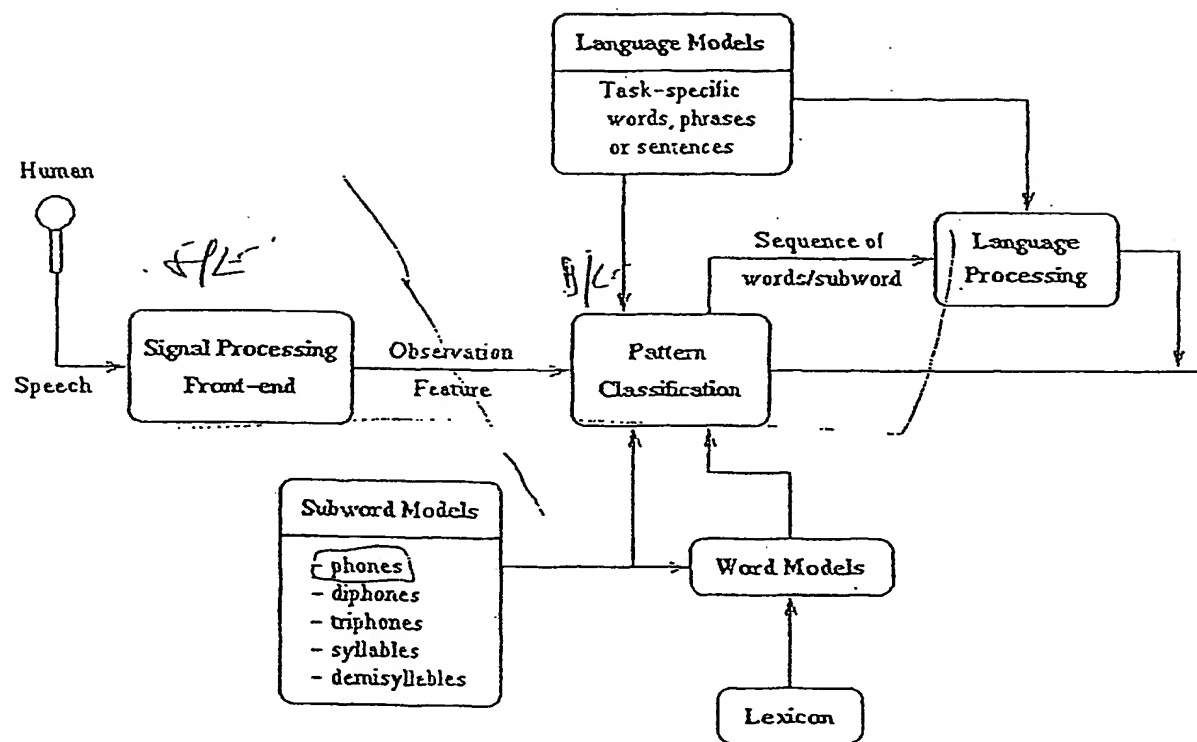 Language Models
Task-specific
words, phrases
or sentences
Human
Speech
Signal Processing
Front-end
Observation
Feature
Pattern
Classification
Sequence of
words/subword
Language
Processing
Subword Models
- phones
- diphones
- triphones
- syllables
- demisyllebles
Word Models
Lexicon